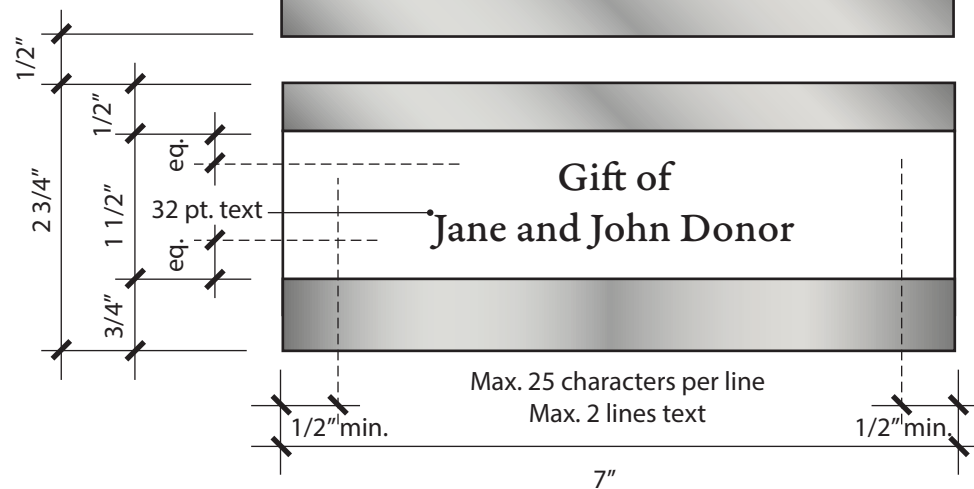 1/2”
1/2”
eq.
2 3/4”
1 1/2”
32 pt. text
eq.
3/4”
Gift of
Jane and John Donor
Max. 25 characters per line
Max. 2 lines text
1/2” min.
1/2” min.
7”